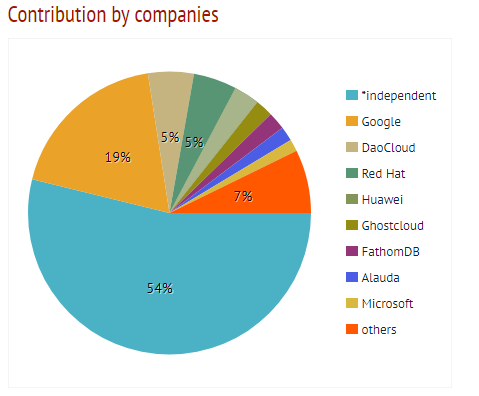 Contribution by companies
54%
19%
5%
5%
7%
*independent
Google
DaoCloud
Red Hat
Huawei
Ghostcloud
FathomDB
Alauda
Microsoft
others